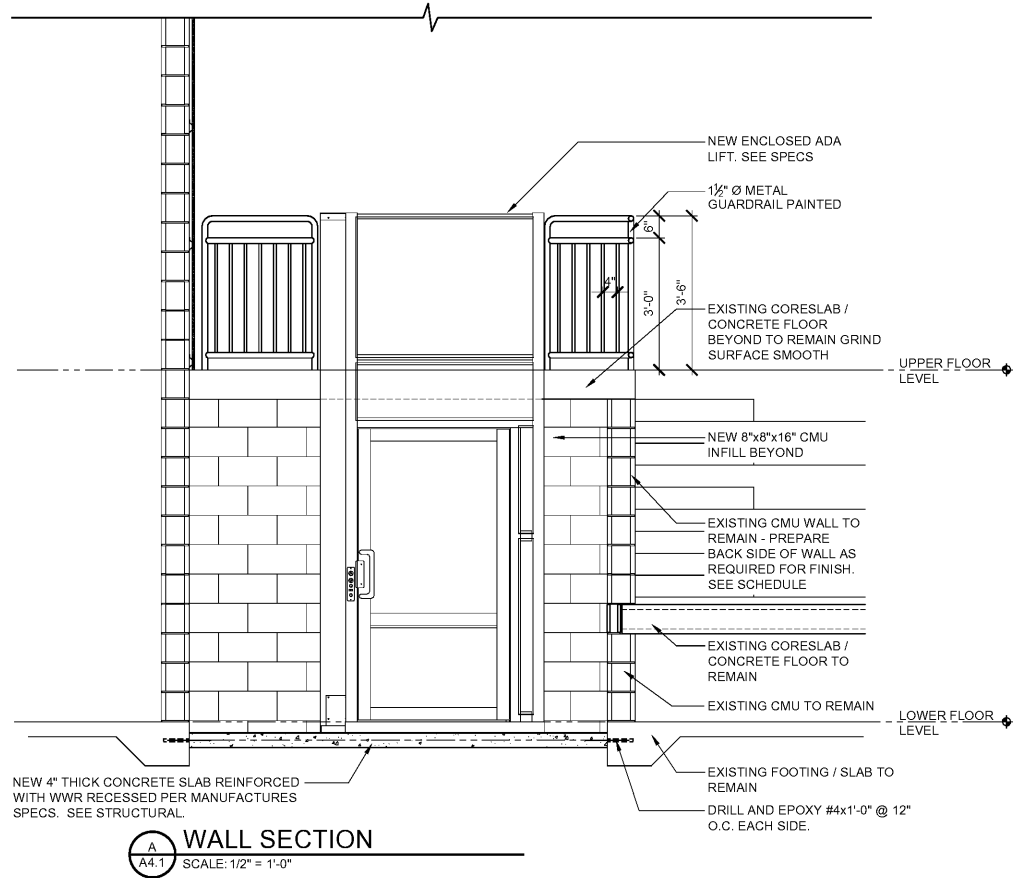 NEW ENCLOSED ADA
LIFT. SEE SPECS
1½" Ø METAL
GUARDRAIL PAINTED
6"
4"
3'-0"
3'-6"
EXISTING CORESLAB /
CONCRETE FLOOR
BEYOND TO REMAIN GRIND
SURFACE SMOOTH
UPPER FLOOR
LEVEL
NEW 8"x8"x16" CMU
INFILL BEYOND
EXISTING CMU WALL TO
REMAIN - PREPARE
BACK SIDE OF WALL AS
REQUIRED FOR FINISH.
SEE SCHEDULE
EXISTING CORESLAB /
CONCRETE FLOOR TO
REMAIN
EXISTING CMU TO REMAIN
LOWER FLOOR
LEVEL
EXISTING FOOTING / SLAB TO
REMAIN
DRILL AND EPOXY #4x1'-0" @ 12"
O.C. EACH SIDE.
NEW 4" THICK CONCRETE SLAB REINFORCED
WITH WWR RECESSED PER MANUFACTURES
SPECS. SEE STRUCTURAL.
A
A4.1
WALL SECTION
SCALE: 1/2" = 1'-0"